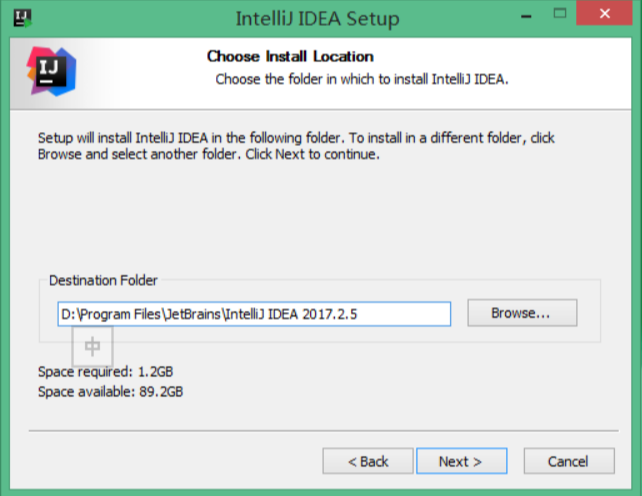 IntelliJ IDEA Setup
IJ
Choose Install Location
Choose the folder in which to install IntelliJ IDEA.
Setup will install IntelliJ IDEA in the following folder. To install in a different folder, click
Browse and select another folder. Click Next to continue.
Destination Folder
D:\Program Files\JetBrains\IntelliJ IDEA 2017.2.5
Browse...
中
Space required: 1.2GB
Space available: 89.2GB
< Back
Next >
Cancel